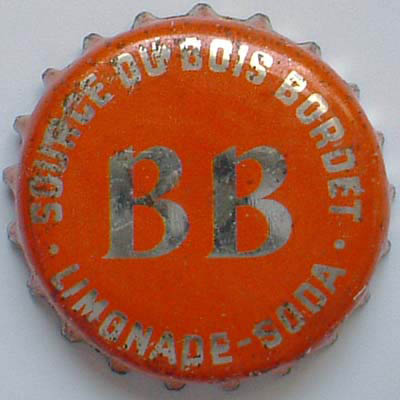 SOURCE DU BOIS BORDET
BB
· LIMONADE-SODA ·